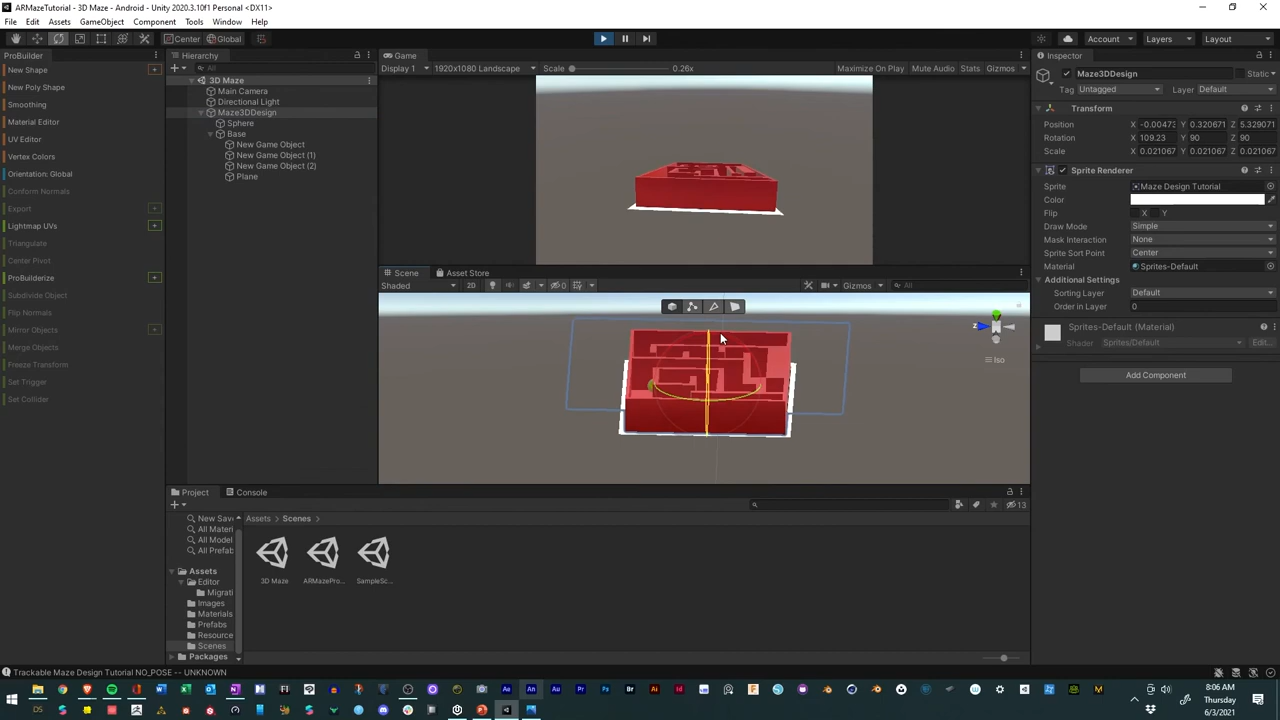 ARMazeTutorial - 3D Maze - Android - Unity 2020.3.10f1 Personal <DX11>
File Edit Assets GameObject Component Tools Window Help
Center Global
Account Layers Layout
ProBuilder
New Shape
New Poly Shape
Smoothing
Material Editor
UV Editor
Vertex Colors
Orientation: Global
Conform Normals
Export
Lightmap UVs
Triangulate
Center Pivot
ProBuilderize
Subdivide Object
Flip Normals
Mirror Objects
Merge Objects
Freeze Transform
Set Trigger
Set Collider
Hierarchy
All
3D Maze
Main Camera
Directional Light
Maze3DDesign
Sphere
Base
New Game Object
New Game Object (1)
New Game Object (2)
Plane
Game
Display 1 1920x1080 Landscape Scale 0.26x Maximize On Play Mute Audio Stats Gizmos
Scene Asset Store
Shaded 2D 0 Gizmos All
z
Iso
Inspector
Maze3DDesign Static
Tag Untagged Layer Default
Transform
Position X -0.00473 Y 0.320671 Z 5.329071
Rotation X 109.23 Y 90 Z 90
Scale X 0.021067 Y 0.021067 Z 0.021067
Sprite Renderer
Sprite Maze Design Tutorial
Color
Flip X Y
Draw Mode Simple
Mask Interaction None
Sprite Sort Point Center
Material Sprites-Default
Additional Settings
Sorting Layer Default
Order in Layer 0
Sprites-Default (Material)
Shader Sprites/Default Edit...
Add Component
Project Console
13
New Save
All Materi
All Model
All Prefab
Assets
Editor
Migrati
Images
Materials
Prefabs
Resource
Scenes
Packages
Assets > Scenes >
3D Maze ARMazePro... SampleSc...
Trackable Maze Design Tutorial NO_POSE -- UNKNOWN
8:06 AM
Thursday
6/3/2021